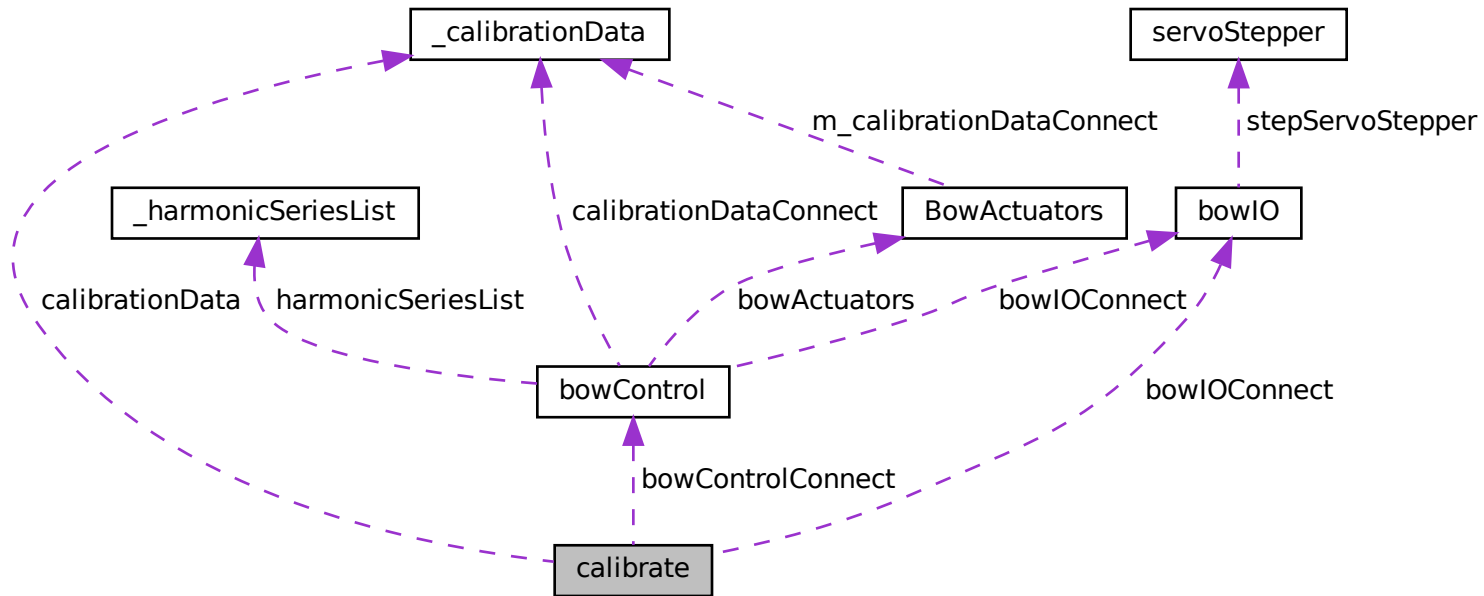 _calibrationData
servoStepper
m_calibrationDataConnect
stepServoStepper
_harmonicSeriesList
calibrationDataConnect
BowActuators
bowIO
calibrationData
harmonicSeriesList
bowActuators
bowIOConnect
bowControl
bowIOConnect
bowControlConnect
calibrate